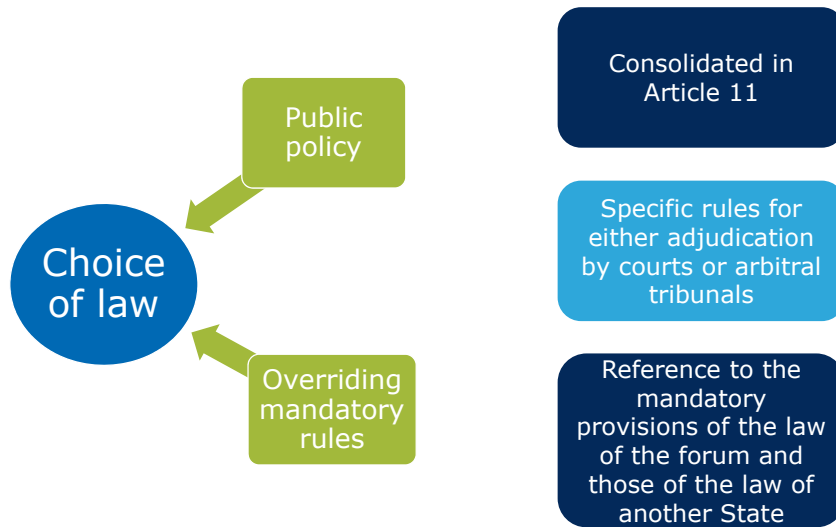 Public
policy
Choice
of law
Overriding
mandatory
rules
Consolidated in
Article 11
Specific rules for
either adjudication
by courts or arbitral
tribunals
Reference to the
mandatory
provisions of the law
of the forum and
those of the law of
another State